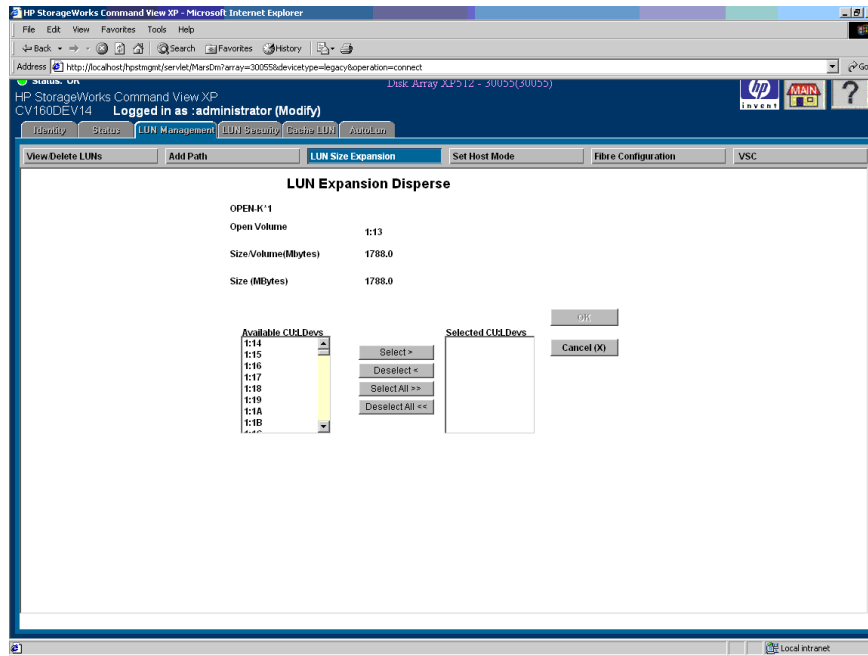 HP StorageWorks Command View XP - Microsoft Internet Explorer
File Edit View Favorites Tools Help
Back Search Favorites History
Address http://localhost/hpstmgmt/servlet/MarsDm?array=30055&devicetype=legacy&operation=connect Go
Status: OK Disk Array XP512 - 30055(30055)
HP StorageWorks Command View XP
CV160DEV14 Logged in as :administrator (Modify)
hp invent MAIN ?
Identity Status LUN Management LUN Security Cache LUN AutoLun
View/Delete LUNs Add Path LUN Size Expansion Set Host Mode Fibre Configuration VSC
LUN Expansion Disperse
OPEN-K*1
Open Volume 1:13
Size/Volume(Mbytes) 1788.0
Size (MBytes) 1788.0
OK
Cancel (X)
Available CU:LDevs
1:14
1:15
1:16
1:17
1:18
1:19
1:1A
1:1B
Select >
Deselect <
Select All >>
Deselect All <<
Selected CU:LDevs
Local intranet